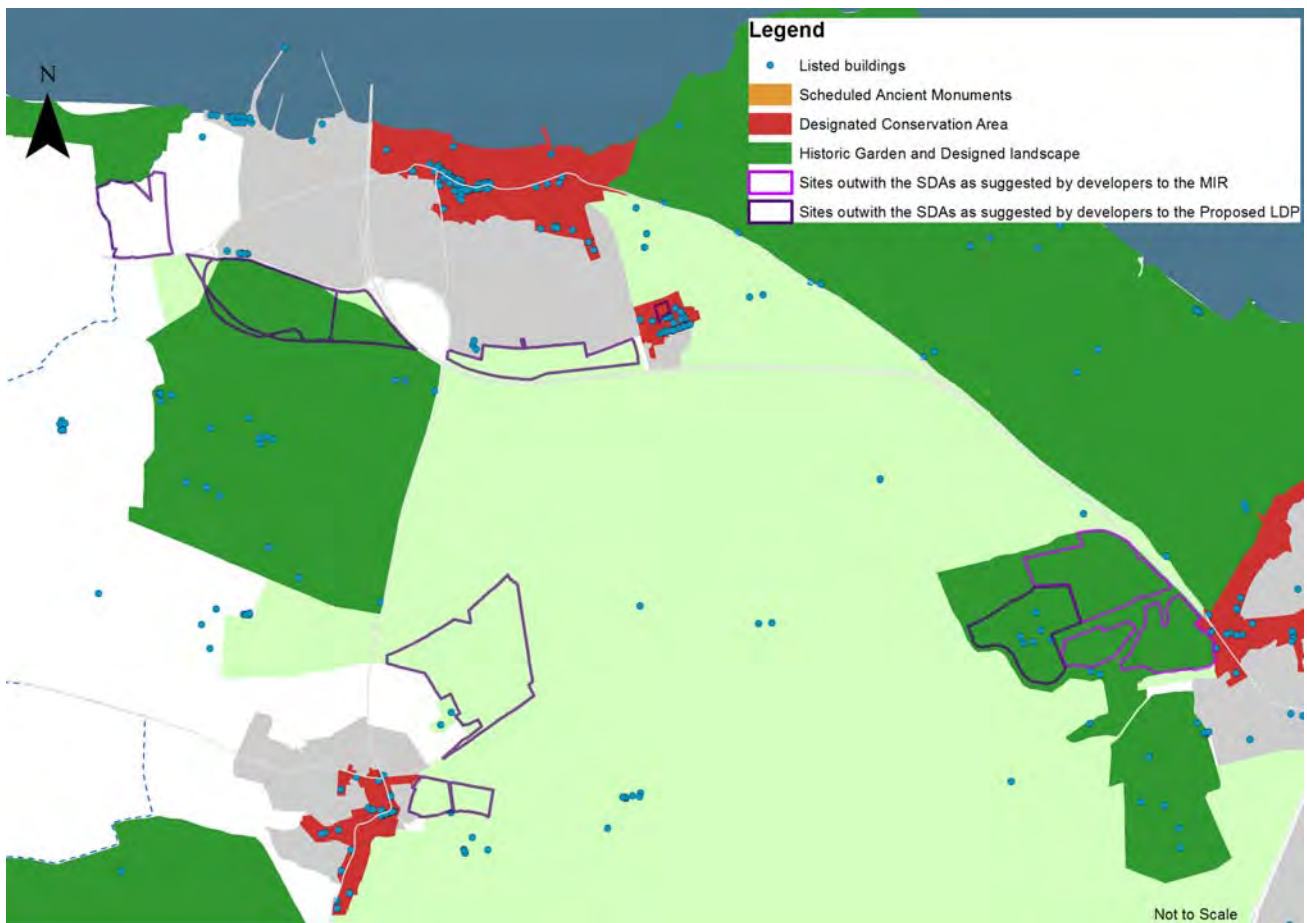 Legend
Listed buildings
Scheduled Ancient Monuments
Designated Conservation Area
Historic Garden and Designed landscape
Sites outwith the SDAs as suggested by developers to the MIR
Sites outwith the SDAs as suggested by developers to the Proposed LDP
N
Not to Scale